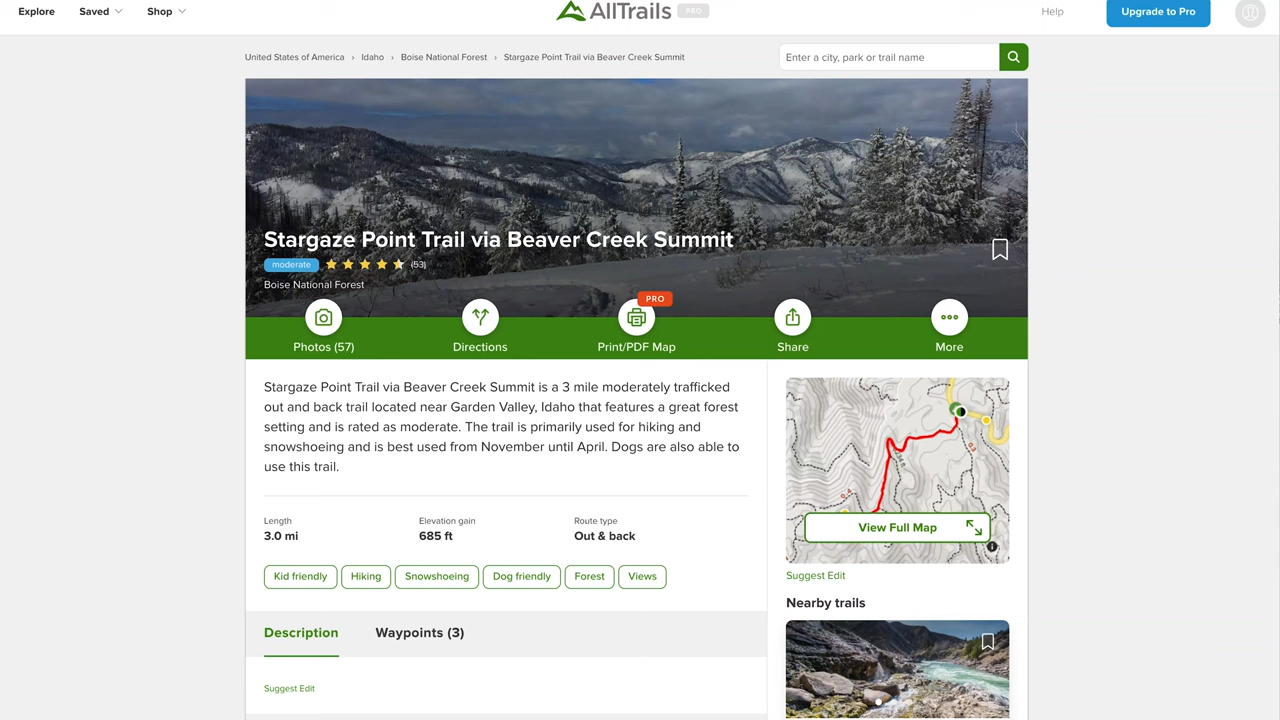 Explore
Saved
Shop
AllTrails
PRO
Help
Upgrade to Pro
United States of America › Idaho › Boise National Forest › Stargaze Point Trail via Beaver Creek Summit
Enter a city, park or trail name
Stargaze Point Trail via Beaver Creek Summit
moderate
(53)
Boise National Forest
PRO
Photos (57)
Directions
Print/PDF Map
Share
More
Stargaze Point Trail via Beaver Creek Summit is a 3 mile moderately trafficked
out and back trail located near Garden Valley, Idaho that features a great forest
setting and is rated as moderate. The trail is primarily used for hiking and
snowshoeing and is best used from November until April. Dogs are also able to
use this trail.
Length
3.0 mi
Elevation gain
685 ft
Route type
Out & back
Kid friendly
Hiking
Snowshoeing
Dog friendly
Forest
Views
Description
Waypoints (3)
Suggest Edit
View Full Map
Suggest Edit
Nearby trails